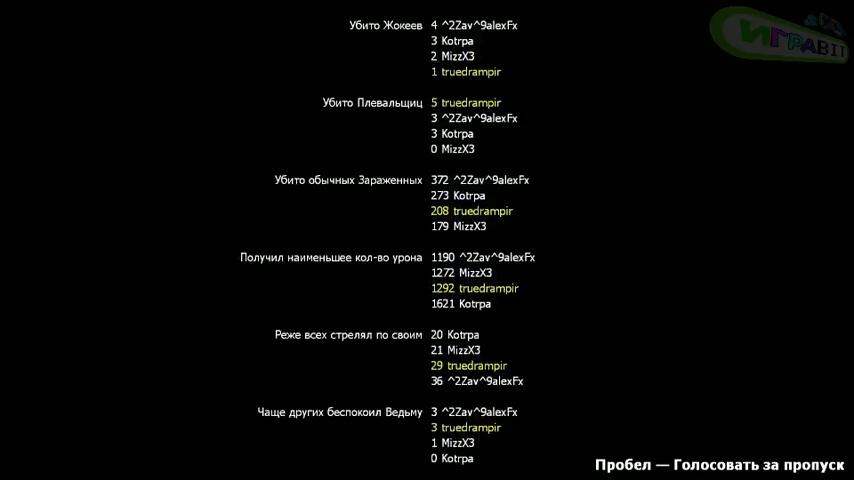 ИГРАВІІ
Убито Жокеев 4 ^2Zav^9alexFx
3 Kotrpa
2 MizzX3
1 truedrampir
Убито Плевальщиц 5 truedrampir
3 ^2Zav^9alexFx
3 Kotrpa
0 MizzX3
Убито обычных Зараженных 372 ^2Zav^9alexFx
273 Kotrpa
208 truedrampir
179 MizzX3
Получил наименьшее кол-во урона 1190 ^2Zav^9alexFx
1272 MizzX3
1292 truedrampir
1621 Kotrpa
Реже всех стрелял по своим 20 Kotrpa
21 MizzX3
29 truedrampir
36 ^2Zav^9alexFx
Чаще других беспокоил Ведьму 3 ^2Zav^9alexFx
3 truedrampir
1 MizzX3
0 Kotrpa
Пробел — Голосовать за пропуск